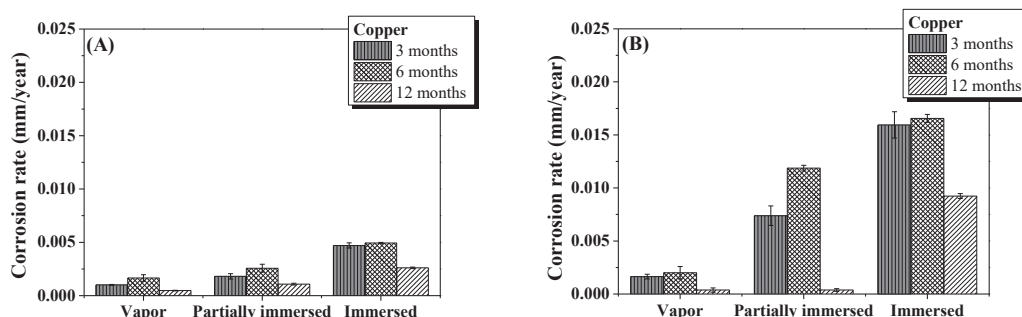 (A)
Copper
3 months
6 months
12 months
Corrosion rate (mm/year)
0.025
0.020
0.015
0.010
0.005
0.000
Vapor Partially immersed Immersed
(B)
Copper
3 months
6 months
12 months
Corrosion rate (mm/year)
0.025
0.020
0.015
0.010
0.005
0.000
Vapor Partially immersed Immersed